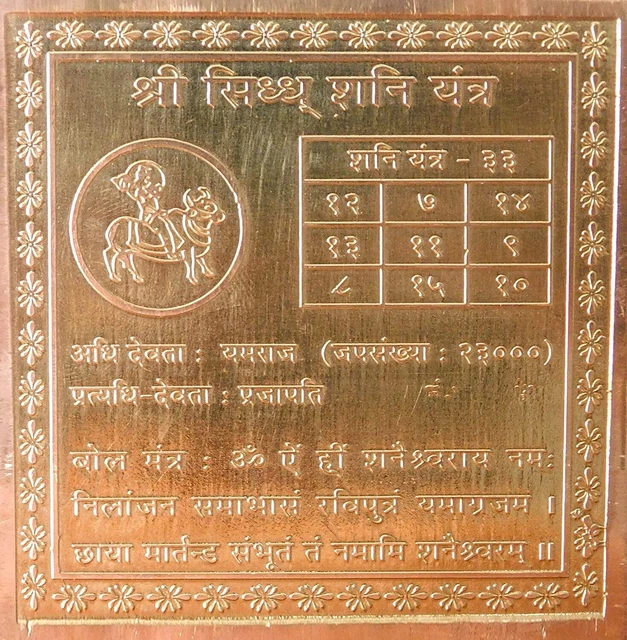 श्री सिध्ध् शनि यंत्र
शनि यंत्र - ३३
१२ ७ १४
१३ ११ ९
८ १५ १०
अधि देवता : यमराज (जपसंख्या : २३०००)
प्रत्यधि-देवता : प्रजापति
बोल मंत्र : ॐ ऐं ह्रीं शनैश्र्वराय नमः
निलांजन समाभासं रविपुत्रं यमाग्रजम ।
छाया मार्तन्ड संभूतं तं नमामि शनैश्र्वरम् ॥